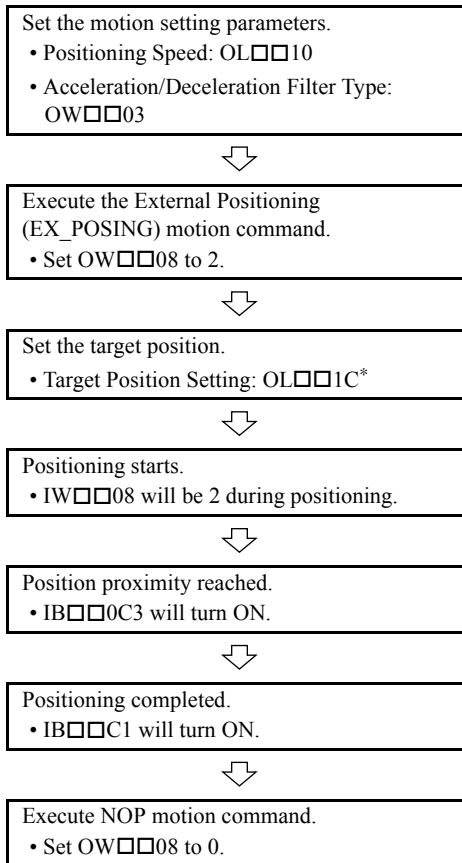 Set the motion setting parameters.
• Positioning Speed: OL□□10
• Acceleration/Deceleration Filter Type:
OW□□03
Execute the External Positioning
(EX_POSING) motion command.
• Set OW□□08 to 2.
Set the target position.
• Target Position Setting: OL□□1C*
Positioning starts.
• IW□□08 will be 2 during positioning.
Position proximity reached.
• IB□□0C3 will turn ON.
Positioning completed.
• IB□□C1 will turn ON.
Execute NOP motion command.
• Set OW□□08 to 0.